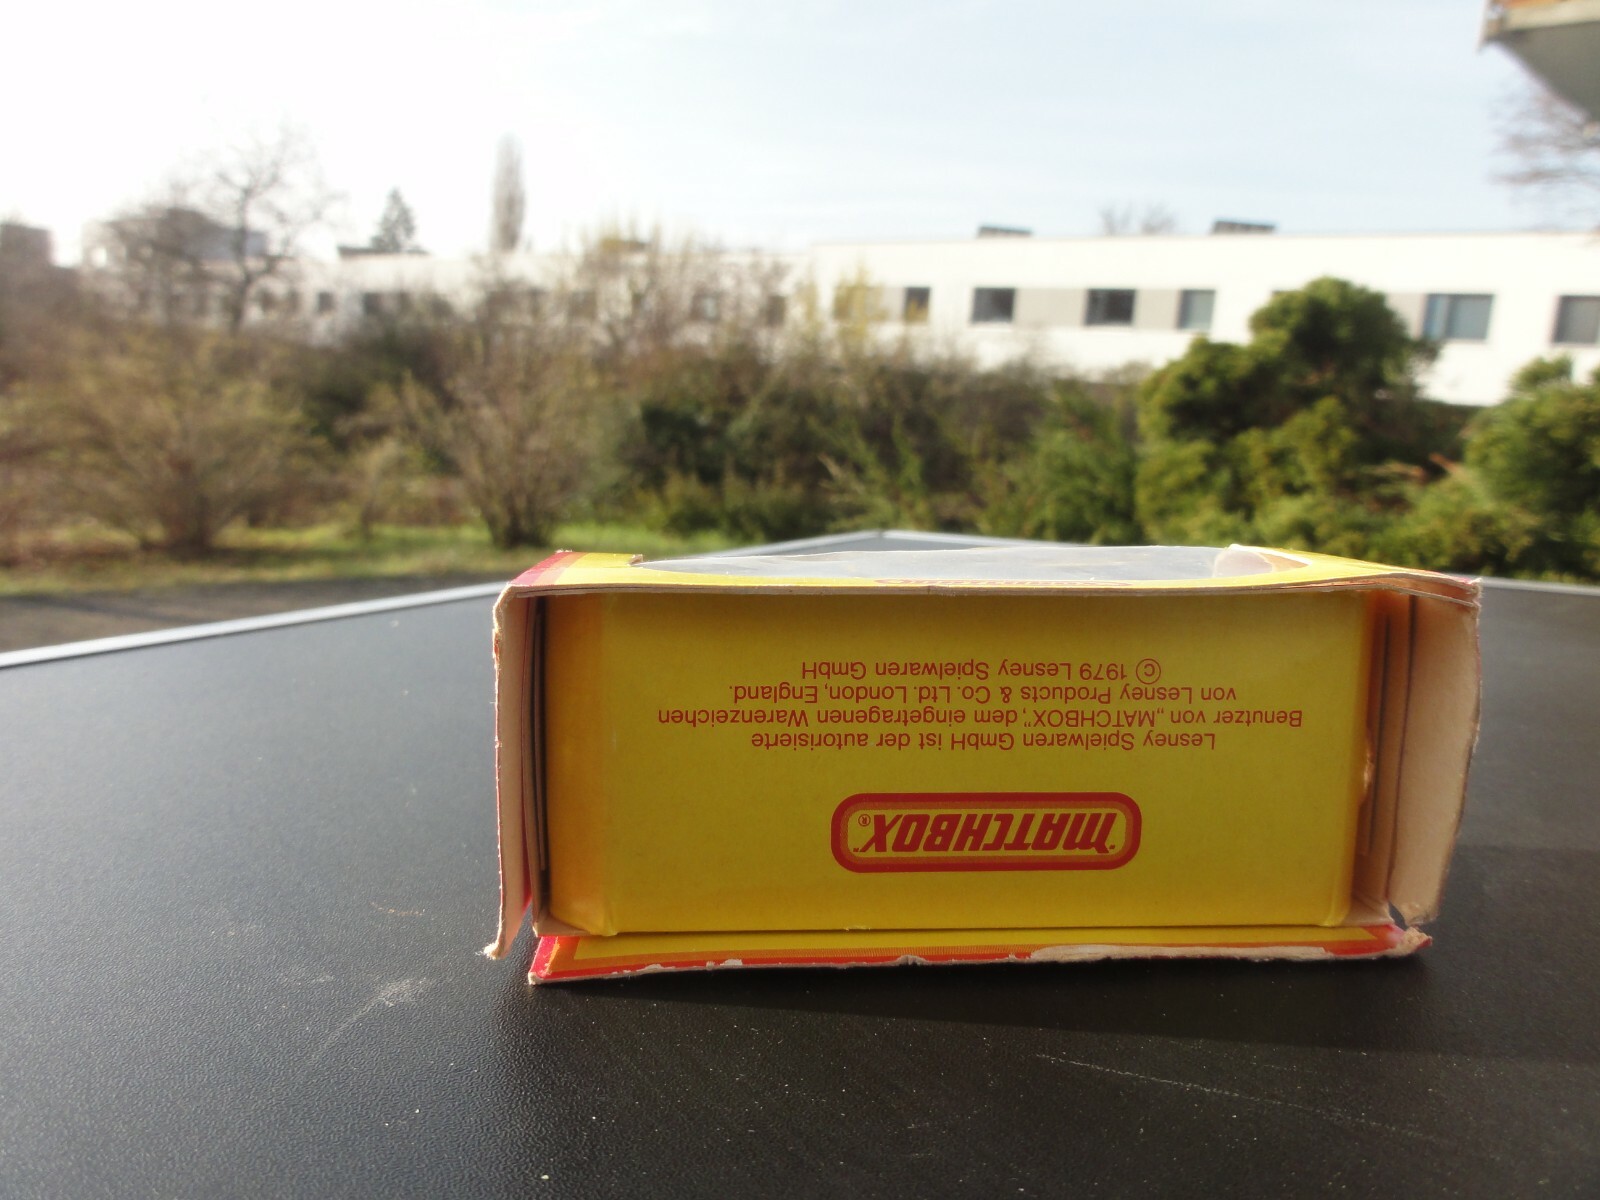 "MATCHBOX"®
Lesney Spielwaren GmbH ist der autorisierte
Benutzer von „MATCHBOX”, dem eingetragenen Warenzeichen
von Lesney Products & Co. Ltd. London, England.
© 1979 Lesney Spielwaren GmbH